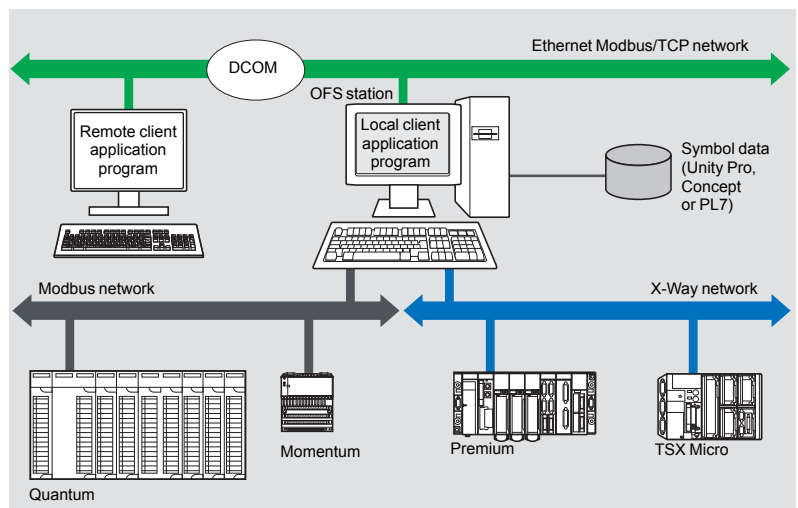 Ethernet Modbus/TCP network
DCOM
OFS station
Remote client
application
program
Local client
application
program
Symbol data
(Unity Pro,
Concept
or PL7)
Modbus network
X-Way network
Quantum
Momentum
Premium
TSX Micro